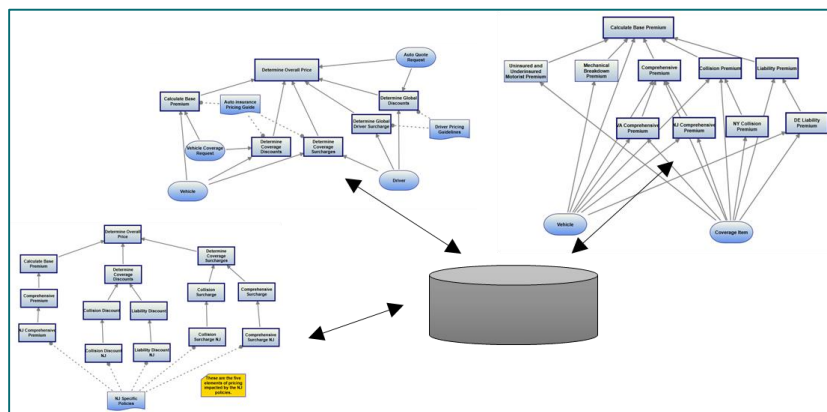 Auto Quote
Request
Determine Overall Price
Calculate Base
Premium
Auto Insurance
Pricing Guide
Determine Global
Discounts
Determine Global
Driver Surcharge
Driver Pricing
Guidelines
Vehicle Coverage
Request
Determine
Coverage
Discounts
Determine
Coverage
Surcharges
Vehicle
Driver
Calculate Base Premium
Uninsured and
Underinsured
Motorist Premium
Mechanical
Breakdown
Premium
Comprehensive
Premium
Collision Premium
Liability Premium
VA Comprehensive
Premium
NJ Comprehensive
Premium
NY Collision
Premium
DE Liability
Premium
Vehicle
Coverage Item
Determine Overall
Price
Calculate Base
Premium
Determine
Coverage
Discounts
Determine
Coverage
Surcharges
Comprehensive
Premium
Collision Discount
Liability Discount
Collision
Surcharge
Comprehensive
Surcharge
NJ Comprehensive
Premium
Collision Discount
NJ
Liability Discount
NJ
Collision
Surcharge NJ
Comprehensive
Surcharge NJ
NJ Specific
Policies
These are the five
elements of pricing
impacted by the NJ
policies.